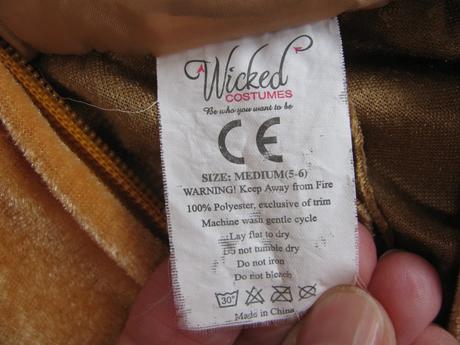 Wicked
COSTUMES
Be who you want to be
CE
SIZE: MEDIUM(5-6)
WARNING! Keep Away from Fire
100% Polyester, exclusive of trim
Machine wash gentle cycle
Lay flat to dry
Do not tumble dry
Do not iron
Do not bleach
30°
Made in China